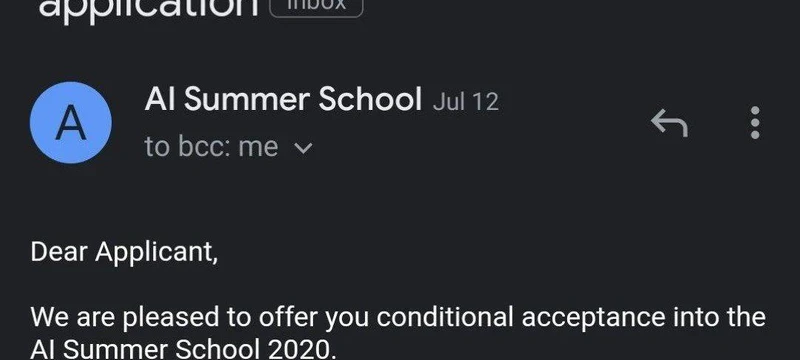 application Inbox
A
AI Summer School Jul 12
to bcc: me
Dear Applicant,
We are pleased to offer you conditional acceptance into the
AI Summer School 2020.